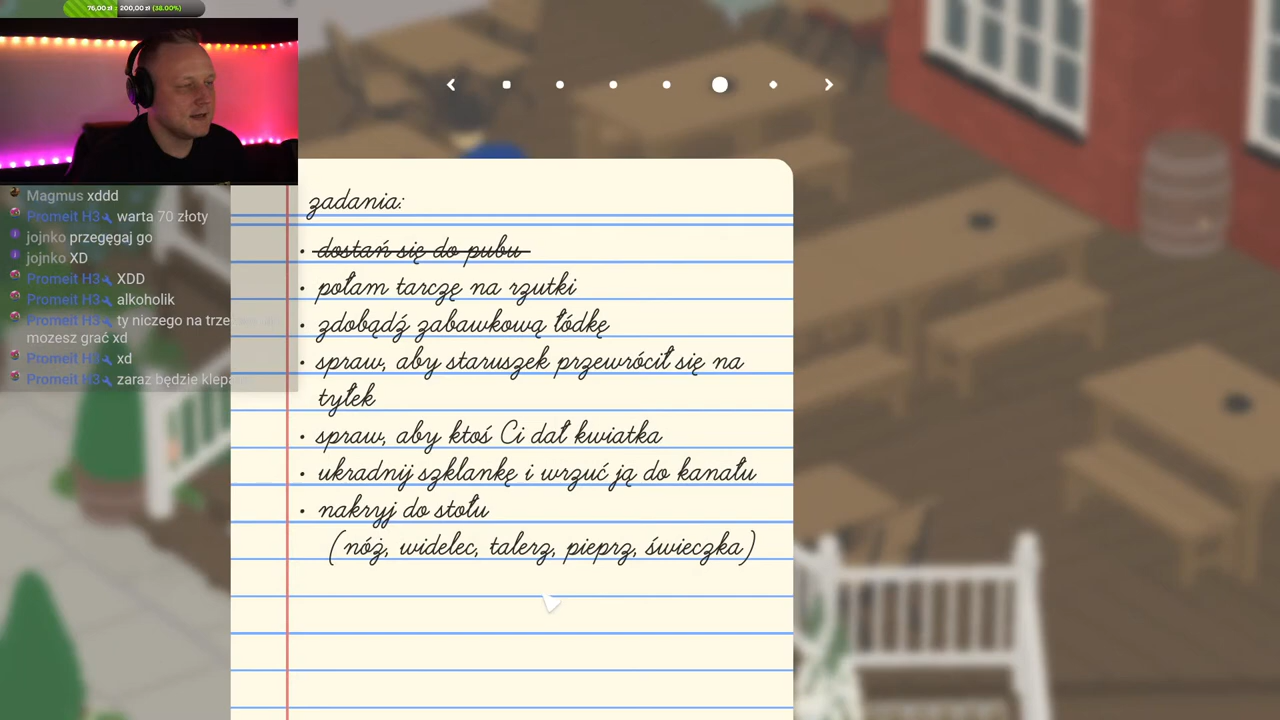 76,00 zł : 200,00 zł (38.00%)
Magmus xddd
Promeit H3 warta 70 złoty
jojnko przegęgaj go
jojnko XD
Promeit H3 XDD
Promeit H3 alkoholik
Promeit H3 ty niczego na
mozesz grać xd
Promeit H3 xd
Promeit H3 zaraz będzie
zadania:
• dostań się do pubu
• połam tarczę na rzutki
• zdobądź zabawkową łódkę
• spraw, aby staruszek przewrócił się na
tyłek
• spraw, aby ktoś Ci dał kwiatka
• ukradnij szklankę i wrzuć ją do kanału
• nakryj do stołu
(nóż, widelec, talerz, pieprz, świeczka)